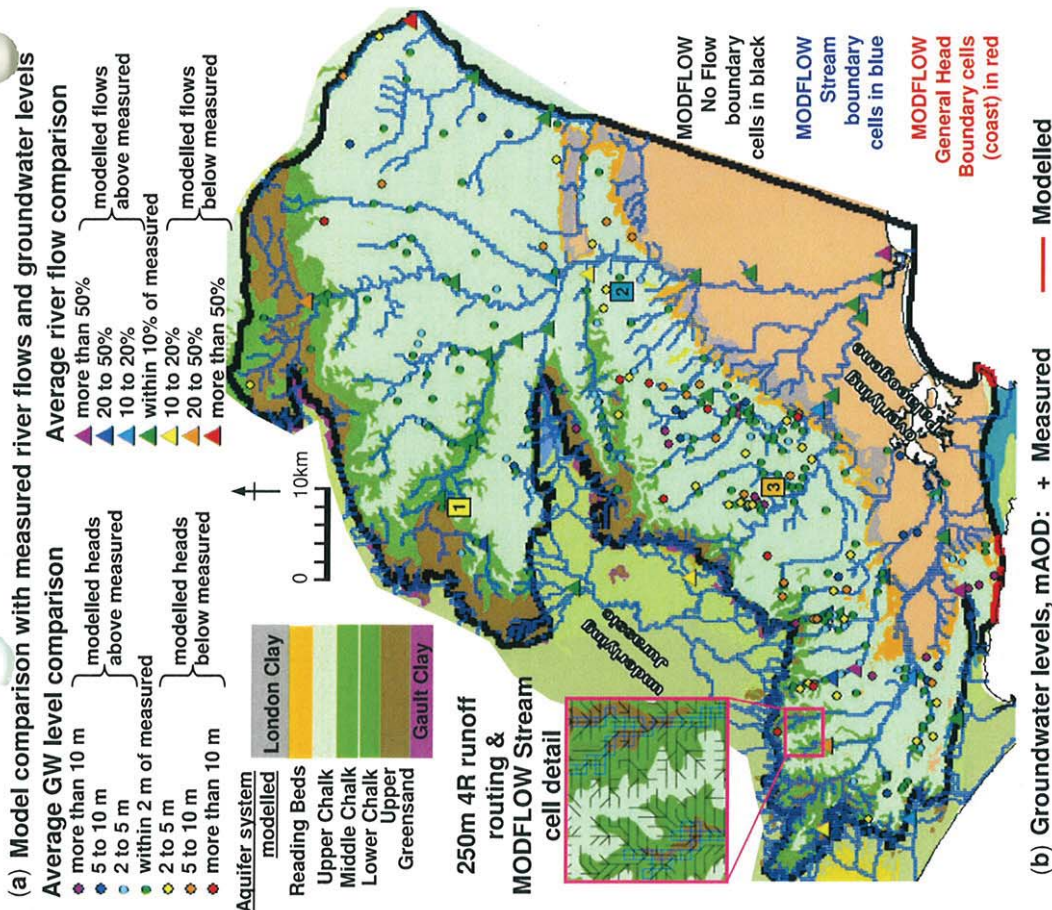 (a) Model comparison with measured river flows and groundwater levels
Average GW level comparison
more than 10 m
5 to 10 m
2 to 5 m
modelled heads
above measured
within 2 m of measured
2 to 5 m
5 to 10 m
more than 10 m
modelled heads
below measured
Average river flow comparison
more than 50%
20 to 50%
10 to 20%
modelled flows
above measured
within 10% of measured
10 to 20%
20 to 50%
more than 50%
modelled flows
below measured
Aquifer system
modelled
London Clay
Reading Beds
Upper Chalk
Middle Chalk
Lower Chalk
Upper
Greensand
Gault Clay
0
10km
250m 4R runoff
routing &
MODFLOW Stream
cell detail
underlying
Jurassic
1
2
3
overlying
Palaeogene
MODFLOW
No Flow
boundary
cells in black
MODFLOW
Stream
boundary
cells in blue
MODFLOW
General Head
Boundary cells
(coast) in red
(b) Groundwater levels, mAOD: + Measured
Modelled